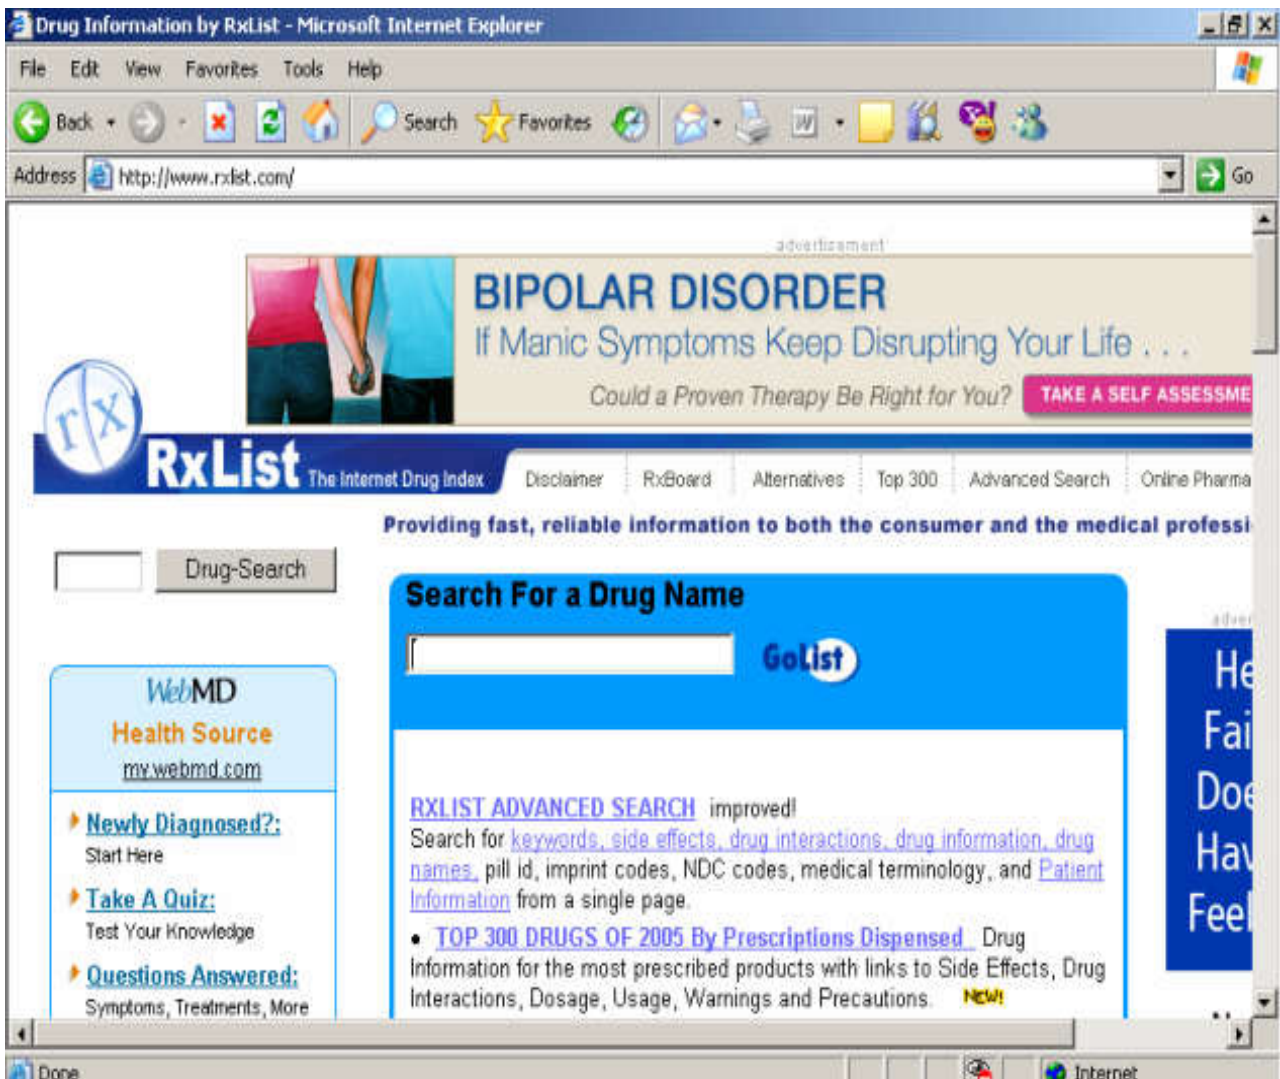 Drug Information by RxList - Microsoft Internet Explorer
File Edit View Favorites Tools Help
Back Search Favorites
Address http://www.rxlist.com/ Go
advertisement
BIPOLAR DISORDER
If Manic Symptoms Keep Disrupting Your Life . . .
Could a Proven Therapy Be Right for You? TAKE A SELF ASSESSME
r x
RxList The Internet Drug Index Disclaimer RxBoard Alternatives Top 300 Advanced Search Online Pharma
Providing fast, reliable information to both the consumer and the medical professi
Drug-Search
Search For a Drug Name
GoList
WebMD
Health Source
my.webmd.com
Newly Diagnosed?:
Start Here
Take A Quiz:
Test Your Knowledge
Questions Answered:
Symptoms, Treatments, More
RXLIST ADVANCED SEARCH improved!
Search for keywords, side effects, drug interactions, drug information, drug
names, pill id, imprint codes, NDC codes, medical terminology, and Patient
Information from a single page.
• TOP 300 DRUGS OF 2005 By Prescriptions Dispensed Drug
Information for the most prescribed products with links to Side Effects, Drug
Interactions, Dosage, Usage, Warnings and Precautions. NEW!
adver
He
Fai
Doe
Hav
Feel
Done Internet